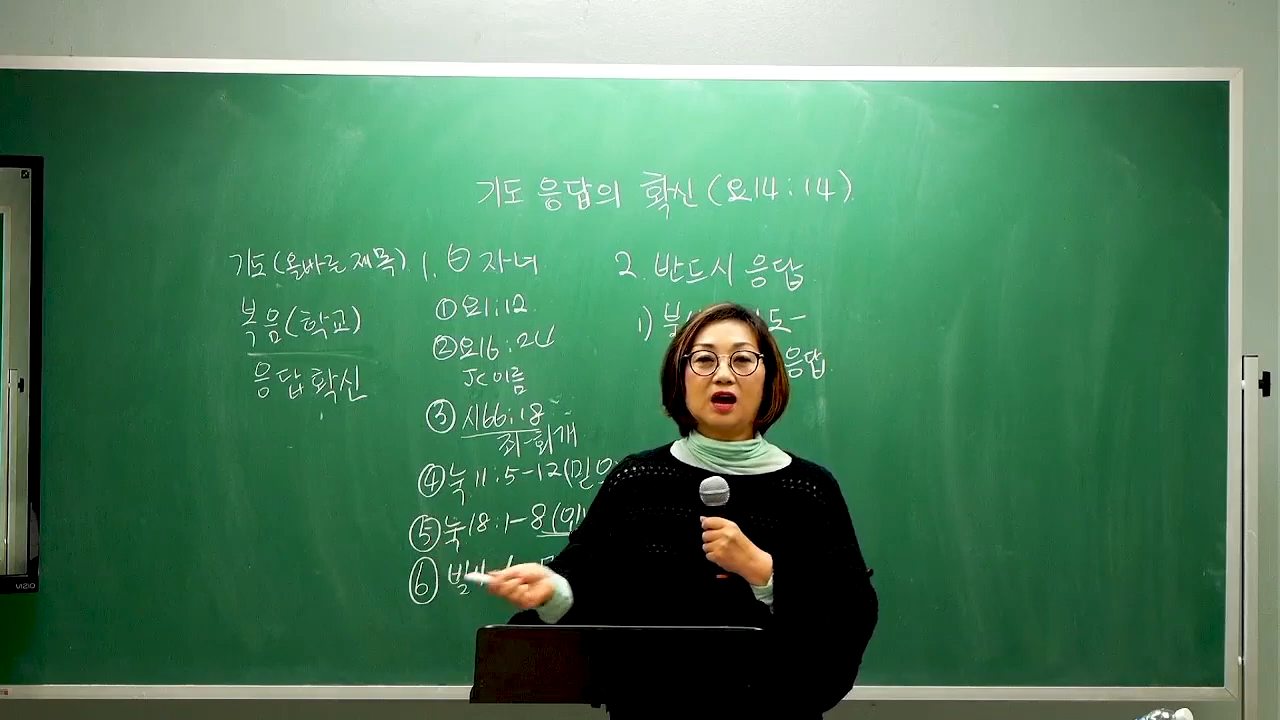 기도 응답의 확신 (요14:14)
기도(올바른 제목)
복음(학교)
응답 확신
1. 자녀
① 요1:12
② 요16:24
JC이름
③ 시66:18
죄-회개
④ 눅11:5-12(믿
⑤ 눅18:1-8(
⑥ 빌4
2. 반드시 응답
1)
응답
VIZIO